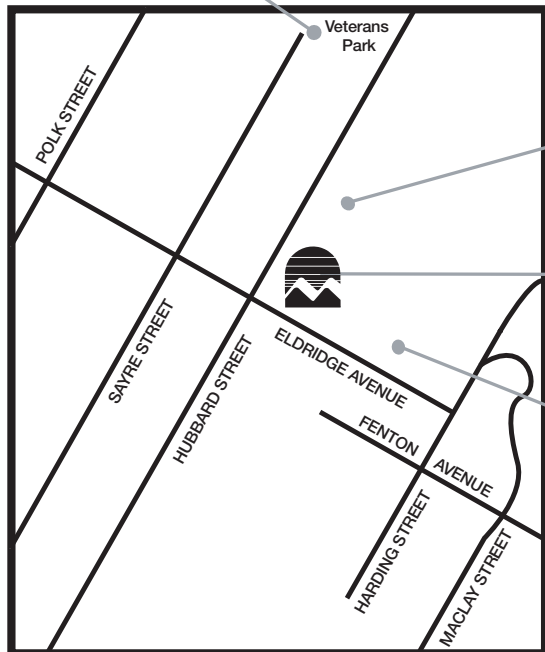 Veterans
Park
POLK STREET
SAYRE STREET
HUBBARD STREET
ELDRIDGE AVENUE
FENTON AVENUE
HARDING STREET
MACLAY STREET